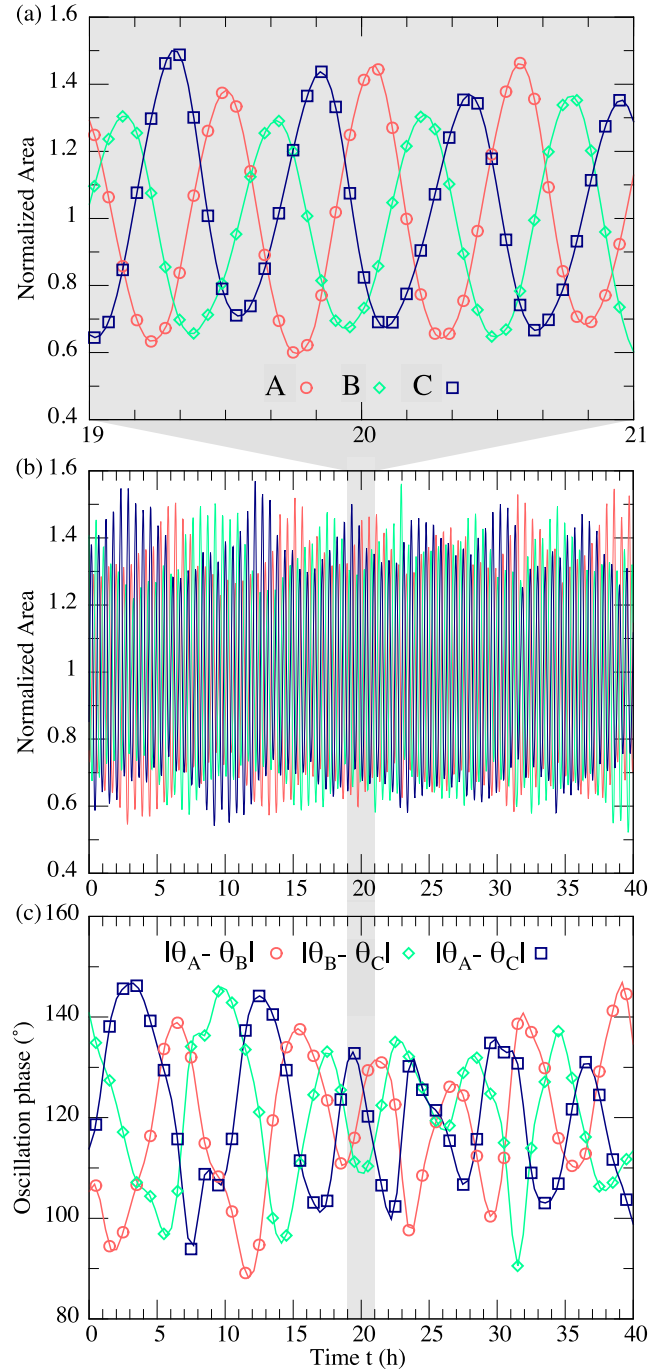 (a)
1.6
1.4
1.2
1
0.8
0.6
0.4
Normalized Area
A B C
19 20 21
(b)
1.6
1.4
1.2
1
0.8
0.6
0.4
Normalized Area
0 5 10 15 20 25 30 35 40
(c)
160
140
120
100
80
Oscillation phase (°)
|θA- θB| |θB- θC| |θA- θC|
0 5 10 15 20 25 30 35 40
Time t (h)